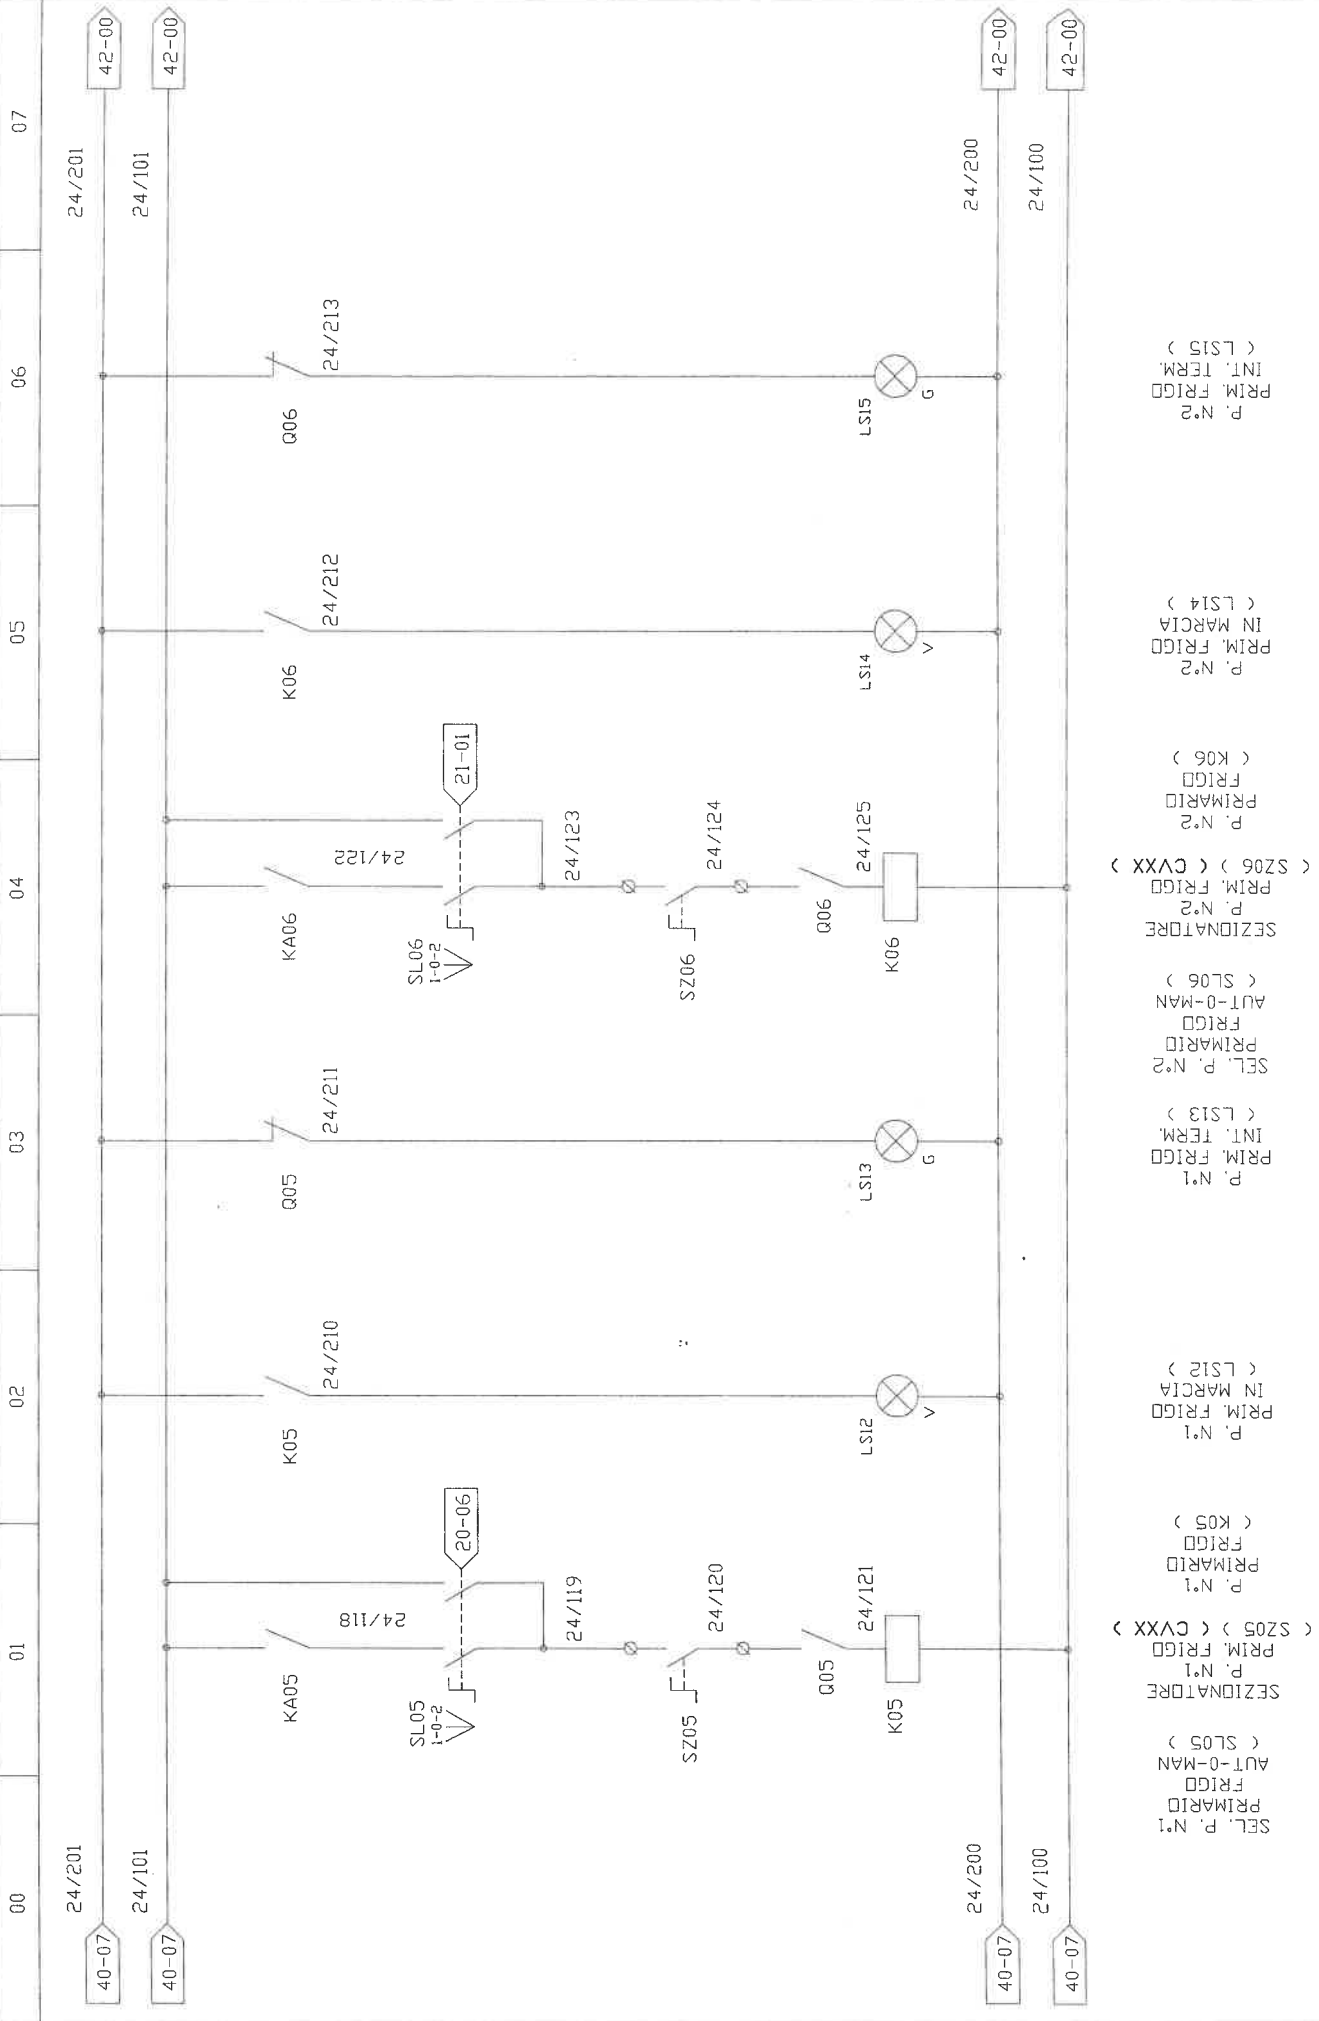 00
01
02
03
04
05
06
07
40-07
24/201
24/201
42-00
40-07
24/101
24/101
42-00
KA05
24/118
SL05
1-0-2
20-06
24/119
SZ05
24/120
Q05
24/121
K05
K05
24/210
LS12
V
Q05
24/211
LS13
G
KA06
24/122
SL06
1-0-2
21-01
24/123
SZ06
24/124
Q06
24/125
K06
K06
24/212
LS14
V
Q06
24/213
LS15
G
40-07
24/200
24/200
42-00
40-07
24/100
24/100
42-00
SEL. P. N°1
PRIMARIO
FRIGO
AUT-0-MAN
( SL05 )
SEZIONATORE
P. N°1
PRIM. FRIGO
( SZ05 ) ( CVXX )
P. N°1
PRIMARIO
FRIGO
( K05 )
P. N°1
PRIM. FRIGO
IN MARCIA
( LS12 )
P. N°1
PRIM. FRIGO
INT. TERM.
( LS13 )
SEL. P. N°2
PRIMARIO
FRIGO
AUT-0-MAN
( SL06 )
SEZIONATORE
P. N°2
PRIM. FRIGO
( SZ06 ) ( CVXX )
P. N°2
PRIMARIO
FRIGO
( K06 )
P. N°2
PRIM. FRIGO
IN MARCIA
( LS14 )
P. N°2
PRIM. FRIGO
INT. TERM.
( LS15 )